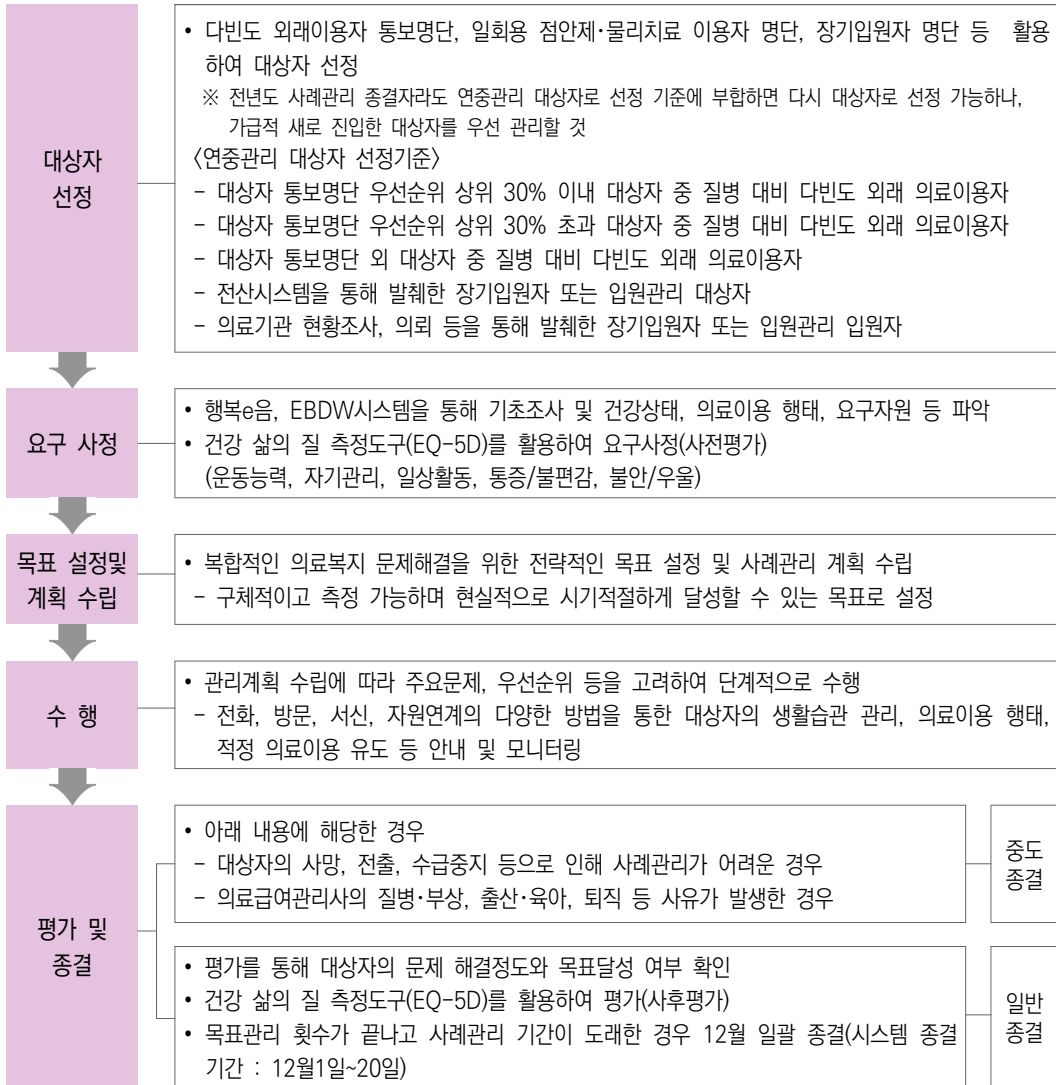 대상자
선정
• 다빈도 외래이용자 통보명단, 일회용 점안제·물리치료 이용자 명단, 장기입원자 명단 등 활용
하여 대상자 선정
※ 전년도 사례관리 종결자라도 연중관리 대상자로 선정 기준에 부합하면 다시 대상자로 선정 가능하나,
가급적 새로 진입한 대상자를 우선 관리할 것
〈연중관리 대상자 선정기준〉
- 대상자 통보명단 우선순위 상위 30% 이내 대상자 중 질병 대비 다빈도 외래 의료이용자
- 대상자 통보명단 우선순위 상위 30% 초과 대상자 중 질병 대비 다빈도 외래 의료이용자
- 대상자 통보명단 외 대상자 중 질병 대비 다빈도 외래 의료이용자
- 전산시스템을 통해 발췌한 장기입원자 또는 입원관리 대상자
- 의료기관 현황조사, 의뢰 등을 통해 발췌한 장기입원자 또는 입원관리 입원자
요구 사정
• 행복e음, EBDW시스템을 통해 기초조사 및 건강상태, 의료이용 행태, 요구자원 등 파악
• 건강 삶의 질 측정도구(EQ-5D)를 활용하여 요구사정(사전평가)
(운동능력, 자기관리, 일상활동, 통증/불편감, 불안/우울)
목표 설정및
계획 수립
• 복합적인 의료복지 문제해결을 위한 전략적인 목표 설정 및 사례관리 계획 수립
- 구체적이고 측정 가능하며 현실적으로 시기적절하게 달성할 수 있는 목표로 설정
수 행
• 관리계획 수립에 따라 주요문제, 우선순위 등을 고려하여 단계적으로 수행
- 전화, 방문, 서신, 자원연계의 다양한 방법을 통한 대상자의 생활습관 관리, 의료이용 행태,
적정 의료이용 유도 등 안내 및 모니터링
평가 및
종결
• 아래 내용에 해당한 경우
- 대상자의 사망, 전출, 수급중지 등으로 인해 사례관리가 어려운 경우
- 의료급여관리사의 질병·부상, 출산·육아, 퇴직 등 사유가 발생한 경우
중도
종결
• 평가를 통해 대상자의 문제 해결정도와 목표달성 여부 확인
• 건강 삶의 질 측정도구(EQ-5D)를 활용하여 평가(사후평가)
• 목표관리 횟수가 끝나고 사례관리 기간이 도래한 경우 12월 일괄 종결(시스템 종결
기간 : 12월1일~20일)
일반
종결